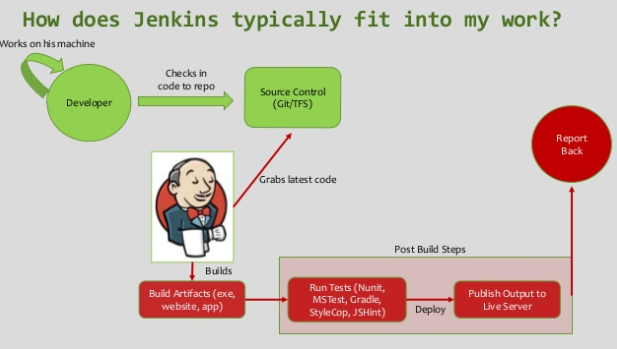 How does Jenkins typically fit into my work?
Works on his machine
Developer
Checks in
code to repo
Source Control
(Git/TFS)
Report
Back
Grabs latest code
Post Build Steps
Builds
Build Artifacts (exe,
website, app)
Run Tests (Nunit,
MSTest, Gradle,
StyleCop, JSHint)
Deploy
Publish Output to
Live Server